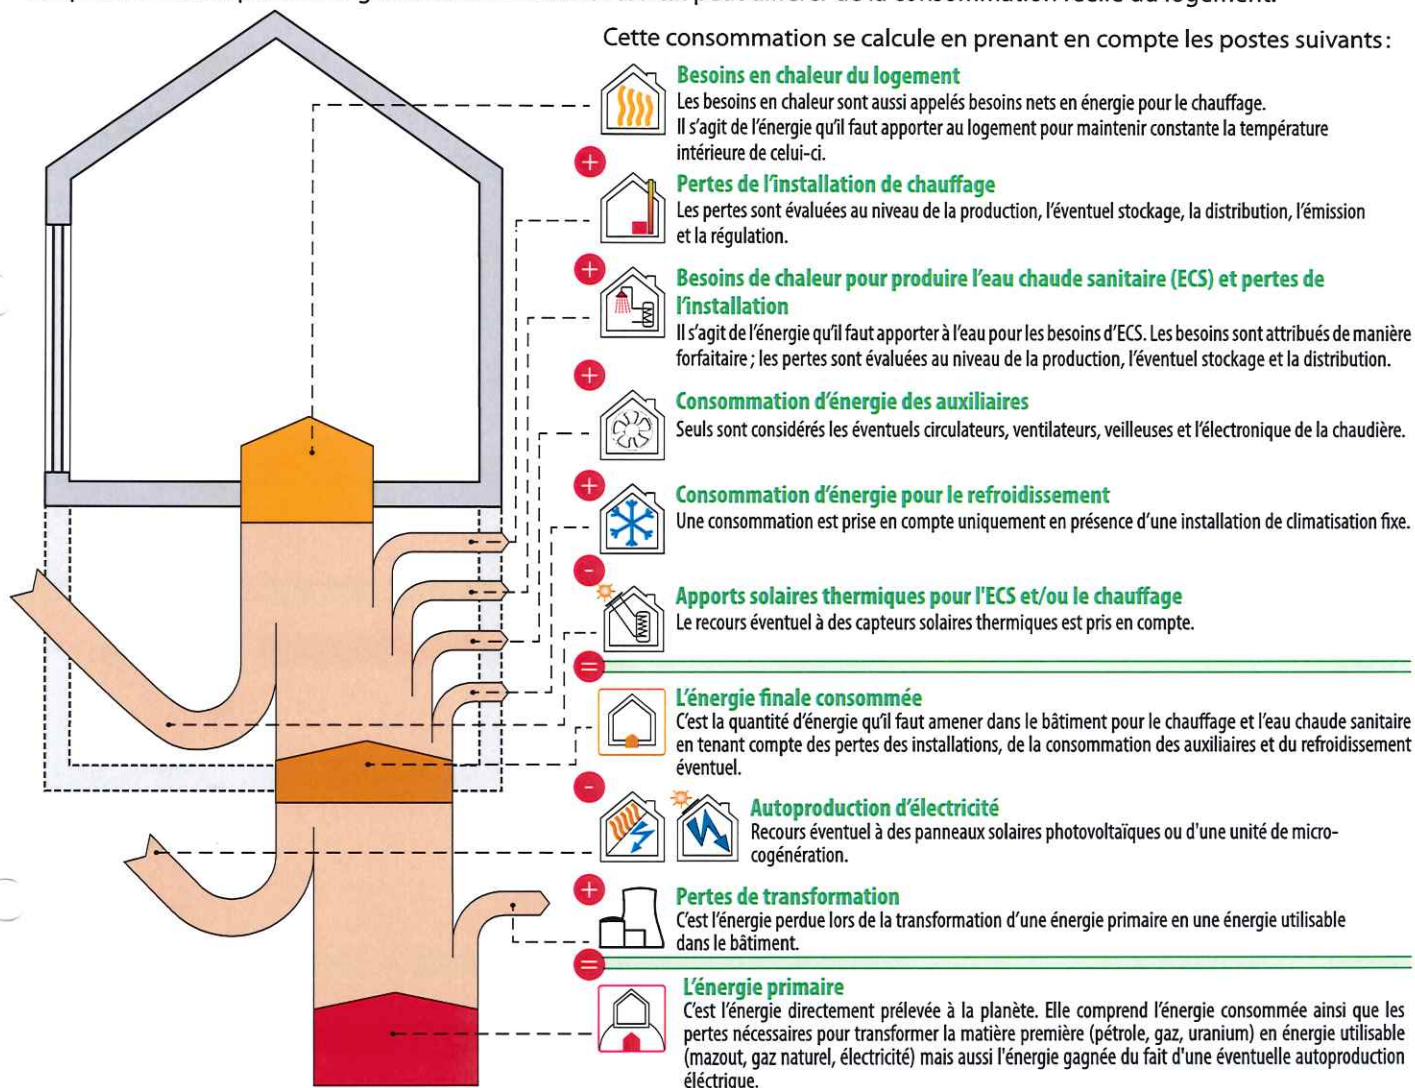 consommation réelle du logement.
Cette consommation se calcule en prenant en compte les postes suivants :
Besoins en chaleur du logement
Les besoins en chaleur sont aussi appelés besoins nets en énergie pour le chauffage.
Il s'agit de l'énergie qu'il faut apporter au logement pour maintenir constante la température
intérieure de celui-ci.
+
Pertes de l'installation de chauffage
Les pertes sont évaluées au niveau de la production, l'éventuel stockage, la distribution, l'émission
et la régulation.
+
Besoins de chaleur pour produire l'eau chaude sanitaire (ECS) et pertes de
l'installation
Il s'agit de l'énergie qu'il faut apporter à l'eau pour les besoins d'ECS. Les besoins sont attribués de manière
forfaitaire ; les pertes sont évaluées au niveau de la production, l'éventuel stockage et la distribution.
+
Consommation d'énergie des auxiliaires
Seuls sont considérés les éventuels circulateurs, ventilateurs, veilleuses et l'électronique de la chaudière.
+
Consommation d'énergie pour le refroidissement
Une consommation est prise en compte uniquement en présence d'une installation de climatisation fixe.
-
Apports solaires thermiques pour l'ECS et/ou le chauffage
Le recours éventuel à des capteurs solaires thermiques est pris en compte.
=
L'énergie finale consommée
C'est la quantité d'énergie qu'il faut amener dans le bâtiment pour le chauffage et l'eau chaude sanitaire
en tenant compte des pertes des installations, de la consommation des auxiliaires et du refroidissement
éventuel.
-
Autoproduction d'électricité
Recours éventuel à des panneaux solaires photovoltaïques ou d'une unité de micro-
cogénération.
+
Pertes de transformation
C'est l'énergie perdue lors de la transformation d'une énergie primaire en une énergie utilisable
dans le bâtiment.
=
L'énergie primaire
C'est l'énergie directement prélevée à la planète. Elle comprend l'énergie consommée ainsi que les
pertes nécessaires pour transformer la matière première (pétrole, gaz, uranium) en énergie utilisable
(mazout, gaz naturel, électricité) mais aussi l'énergie gagnée du fait d'une éventuelle autoproduction
éléctrique.